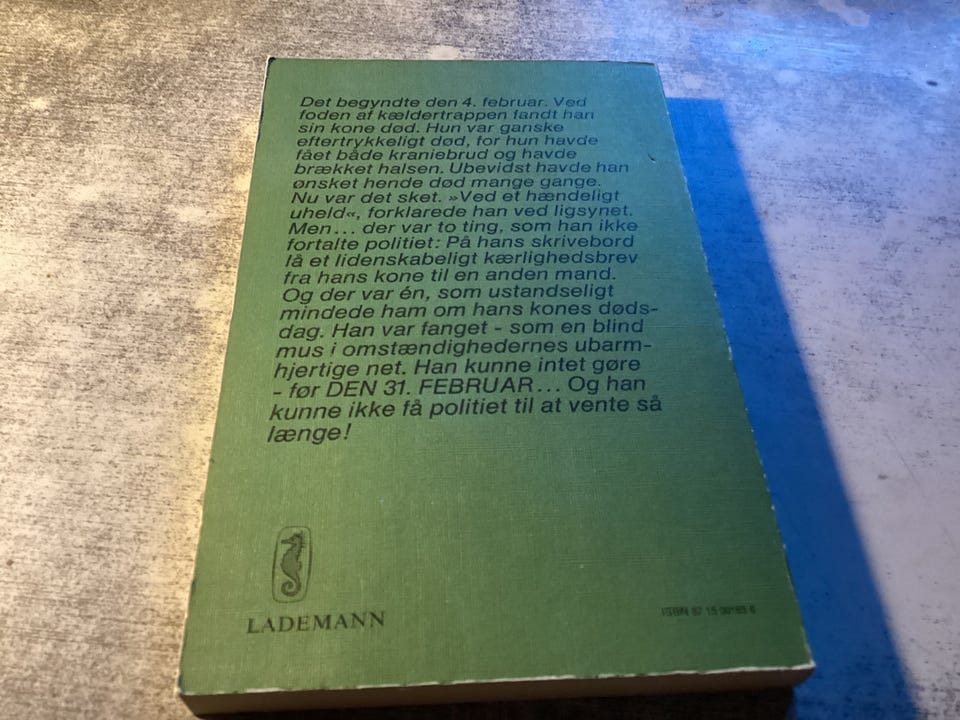 Det begyndte den 4. februar. Ved
foden af kældertrappen fandt han
sin kone død. Hun var ganske
eftertrykkeligt død, for hun havde
fået både kraniebrud og havde
brækket halsen. Ubevidst havde han
ønsket hende død mange gange.
Nu var det sket. »Ved et hændeligt
uheld«, forklarede han ved ligsynet.
Men... der var to ting, som han ikke
fortalte politiet: På hans skrivebord
lå et lidenskabeligt kærlighedsbrev
fra hans kone til en anden mand.
Og der var én, som ustandseligt
mindede ham om hans kones døds-
dag. Han var fanget - som en blind
mus i omstændighedernes ubarm-
hjertige net. Han kunne intet gøre
- før DEN 31. FEBRUAR... Og han
kunne ikke få politiet til at vente så
længe!
LADEMANN
ISBN 87 15